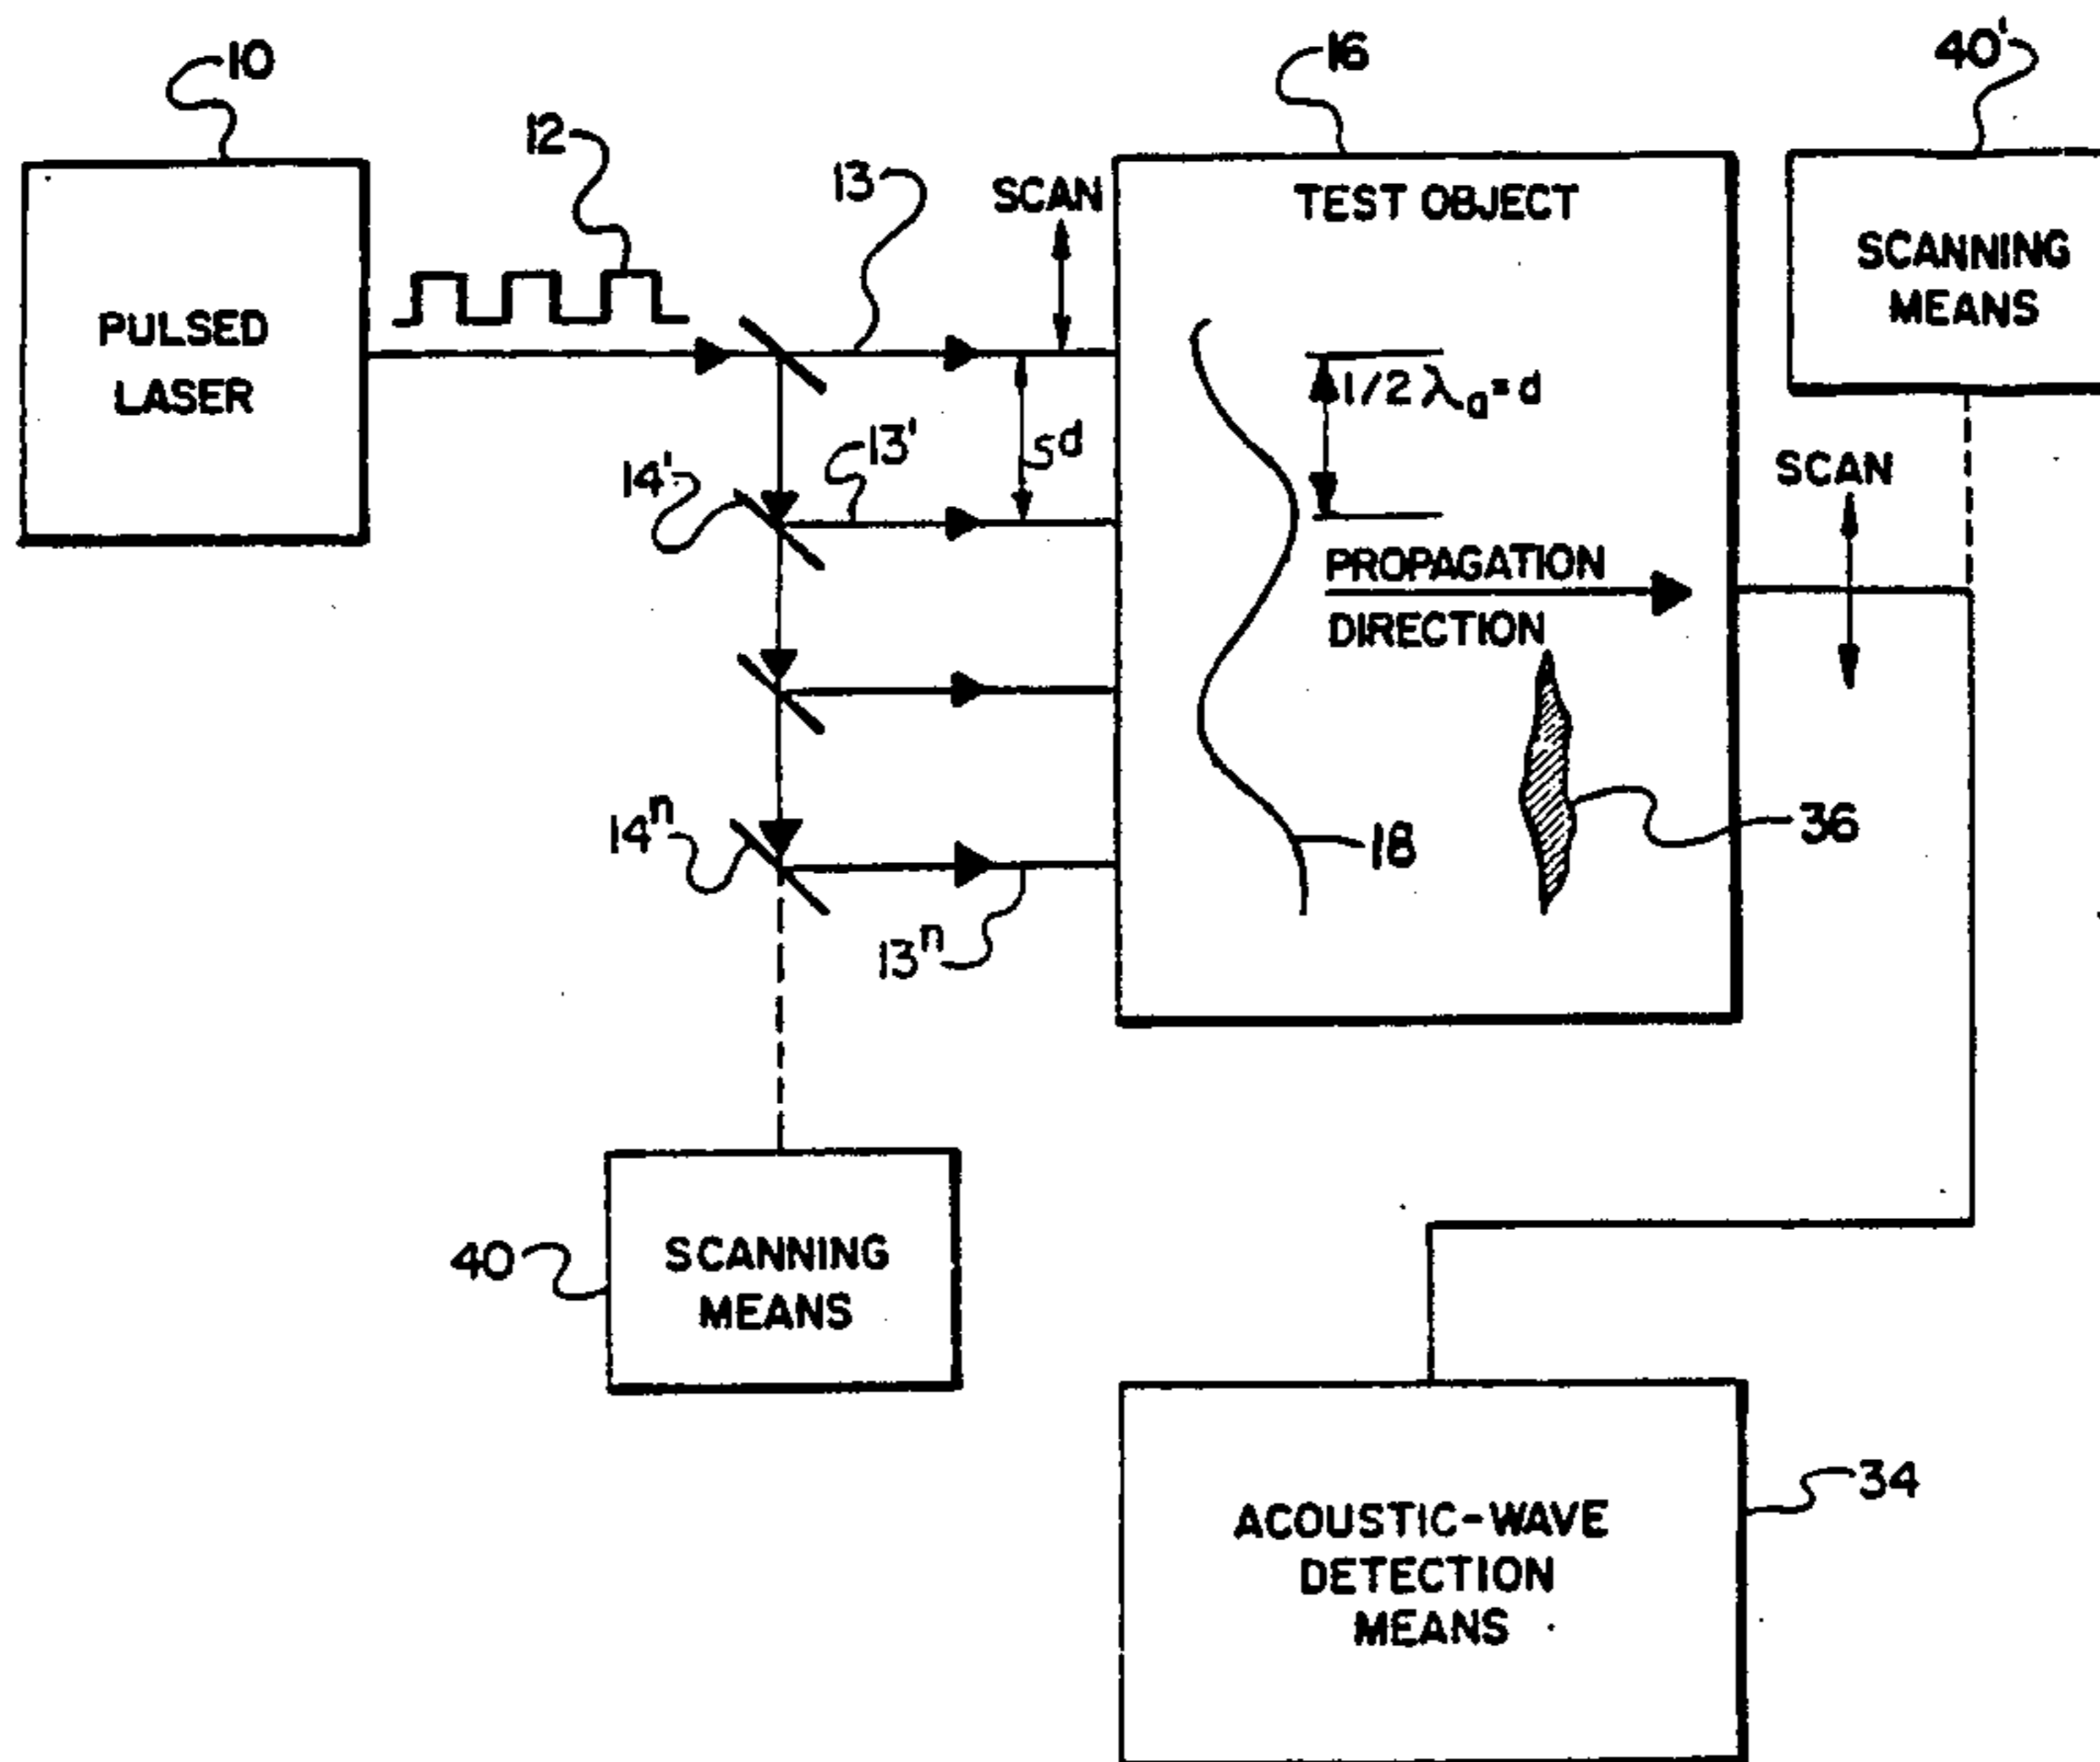 10
16
40'
12
13
SCAN
TEST OBJECT
SCANNING
MEANS
PULSED
LASER
1/2 λa = d
13'
d
14'
SCAN
PROPAGATION
DIRECTION
14ⁿ
18
36
13ⁿ
40
SCANNING
MEANS
34
ACOUSTIC-WAVE
DETECTION
MEANS